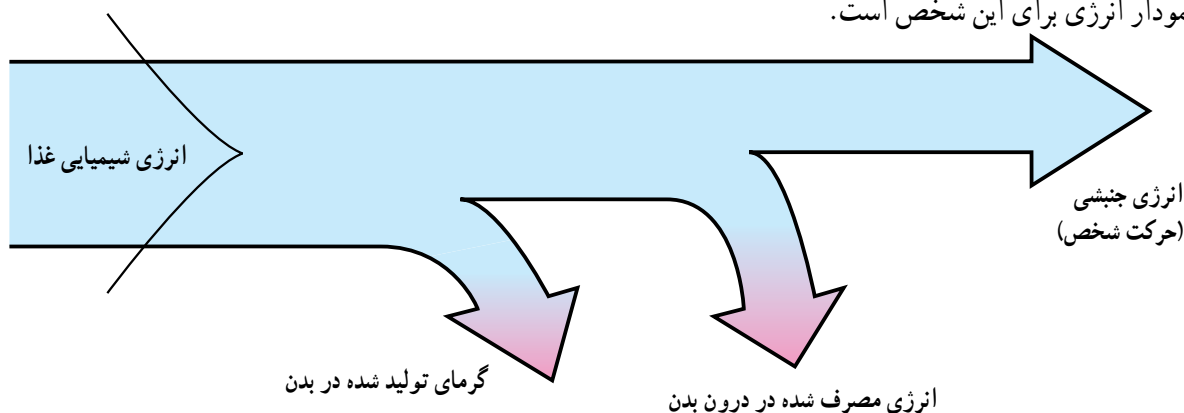 مودار انرژی برای این شخص است.
انرژی شیمیایی غذا
انرژی جنبشی
(حرکت شخص)
گرمای تولید شده در بدن
انرژی مصرف شده در درون بدن